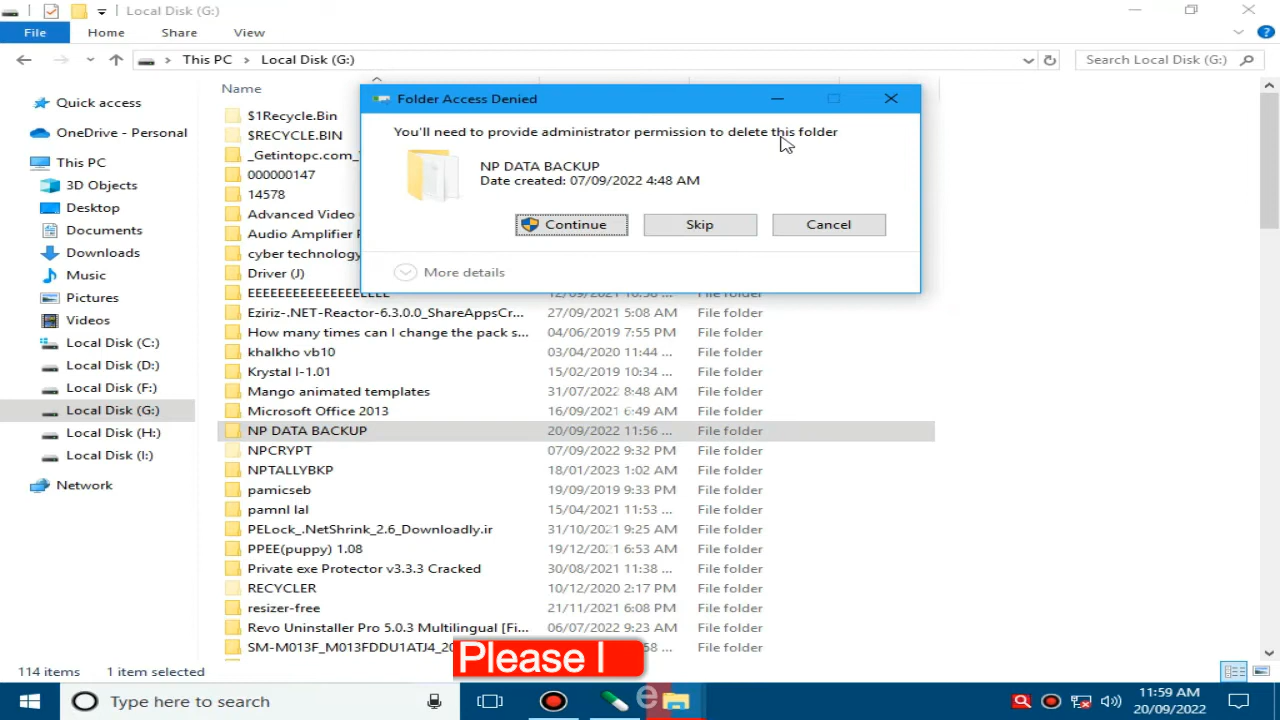 Local Disk (G:)
File Home Share View
This PC Local Disk (G:)
Search Local Disk (G:)
Quick access
OneDrive - Personal
This PC
3D Objects
Desktop
Documents
Downloads
Music
Pictures
Videos
Local Disk (C:)
Local Disk (D:)
Local Disk (F:)
Local Disk (G:)
Local Disk (H:)
Local Disk (I:)
Network
Name
$1Recycle.Bin
$RECYCLE.BIN
_Getintopc.com_
000000147
14578
Advanced Video
Audio Amplifier
cyber technology
Driver (J)
Folder Access Denied
You'll need to provide administrator permission to delete this folder
NP DATA BACKUP
Date created: 07/09/2022 4:48 AM
Continue Skip Cancel
More details
File folder
Eziriz-.NET-Reactor-6.3.0.0_ShareAppsCr... 27/09/2021 5:08 AM File folder
How many times can I change the pack s... 04/06/2019 7:55 PM File folder
khalkho vb10 03/04/2020 11:44 ... File folder
Krystal I-1.01 15/02/2019 10:34 ... File folder
Mango animated templates 31/07/2022 8:48 AM File folder
Microsoft Office 2013 16/09/2021 6:49 AM File folder
NP DATA BACKUP 20/09/2022 11:56 ... File folder
NPCRYPT 07/09/2022 9:32 PM File folder
NPTALLYBKP 18/01/2023 1:02 AM File folder
pamicseb 19/09/2019 9:33 PM File folder
pamnl lal 15/04/2021 11:53 ... File folder
PELock_.NetShrink_2.6_Downloadly.ir 31/10/2021 9:25 AM File folder
PPEE(puppy) 1.08 19/12/2021 6:53 AM File folder
Private exe Protector v3.3.3 Cracked 30/08/2021 11:38 ... File folder
RECYCLER 10/12/2020 2:17 PM File folder
resizer-free 21/11/2021 6:08 PM File folder
Revo Uninstaller Pro 5.0.3 Multilingual [Fi... 06/07/2022 9:23 AM File folder
SM-M013F_M013FDDU1ATJ4_20 58 ... File folder
Please l
e
114 items 1 item selected
Type here to search
11:59 AM
20/09/2022